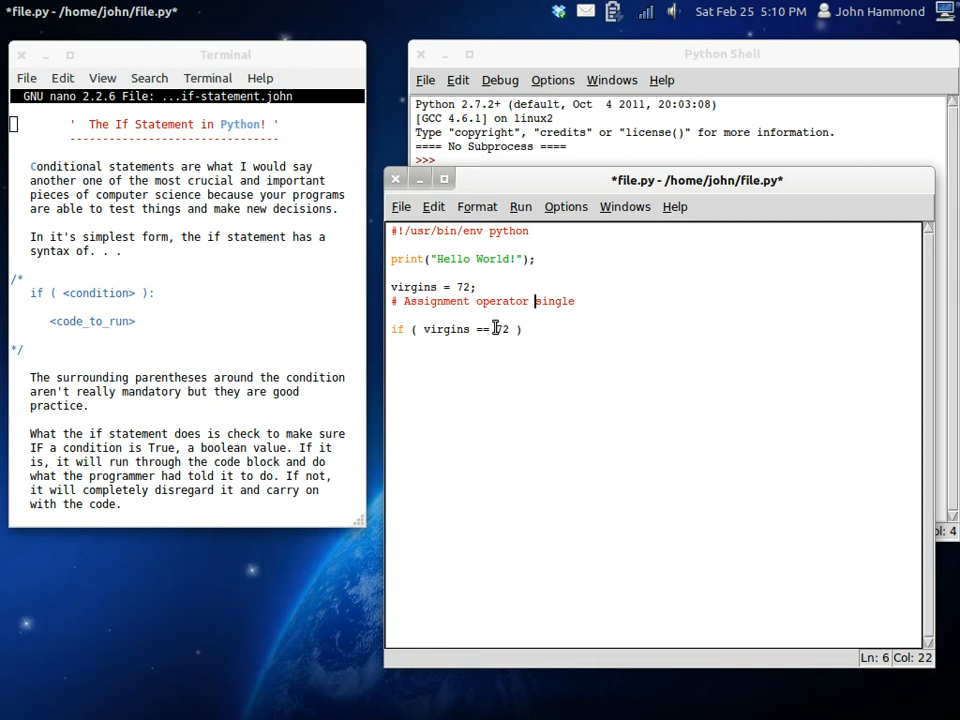 *file.py - /home/john/file.py*
Sat Feb 25 5:10 PM
John Hammond
Terminal
File Edit View Search Terminal Help
GNU nano 2.2.6 File: ...if-statement.john
' The If Statement in Python! '
------------------------------
Conditional statements are what I would say
another one of the most crucial and important
pieces of computer science because your programs
are able to test things and make new decisions.
In it's simplest form, the if statement has a
syntax of. . .
/*
if ( <condition> ):
<code_to_run>
*/
The surrounding parentheses around the condition
aren't really mandatory but they are good
practice.
What the if statement does is check to make sure
IF a condition is True, a boolean value. If it
is, it will run through the code block and do
what the programmer had told it to do. If not,
it will completely disregard it and carry on
with the code.
Python Shell
File Edit Debug Options Windows Help
Python 2.7.2+ (default, Oct  4 2011, 20:03:08)
[GCC 4.6.1] on linux2
Type "copyright", "credits" or "license()" for more information.
==== No Subprocess ====
>>>
ol: 4
*file.py - /home/john/file.py*
File Edit Format Run Options Windows Help
#!/usr/bin/env python
print("Hello World!");
virgins = 72;
# Assignment operator single
if ( virgins == 72 )
Ln: 6 Col: 22